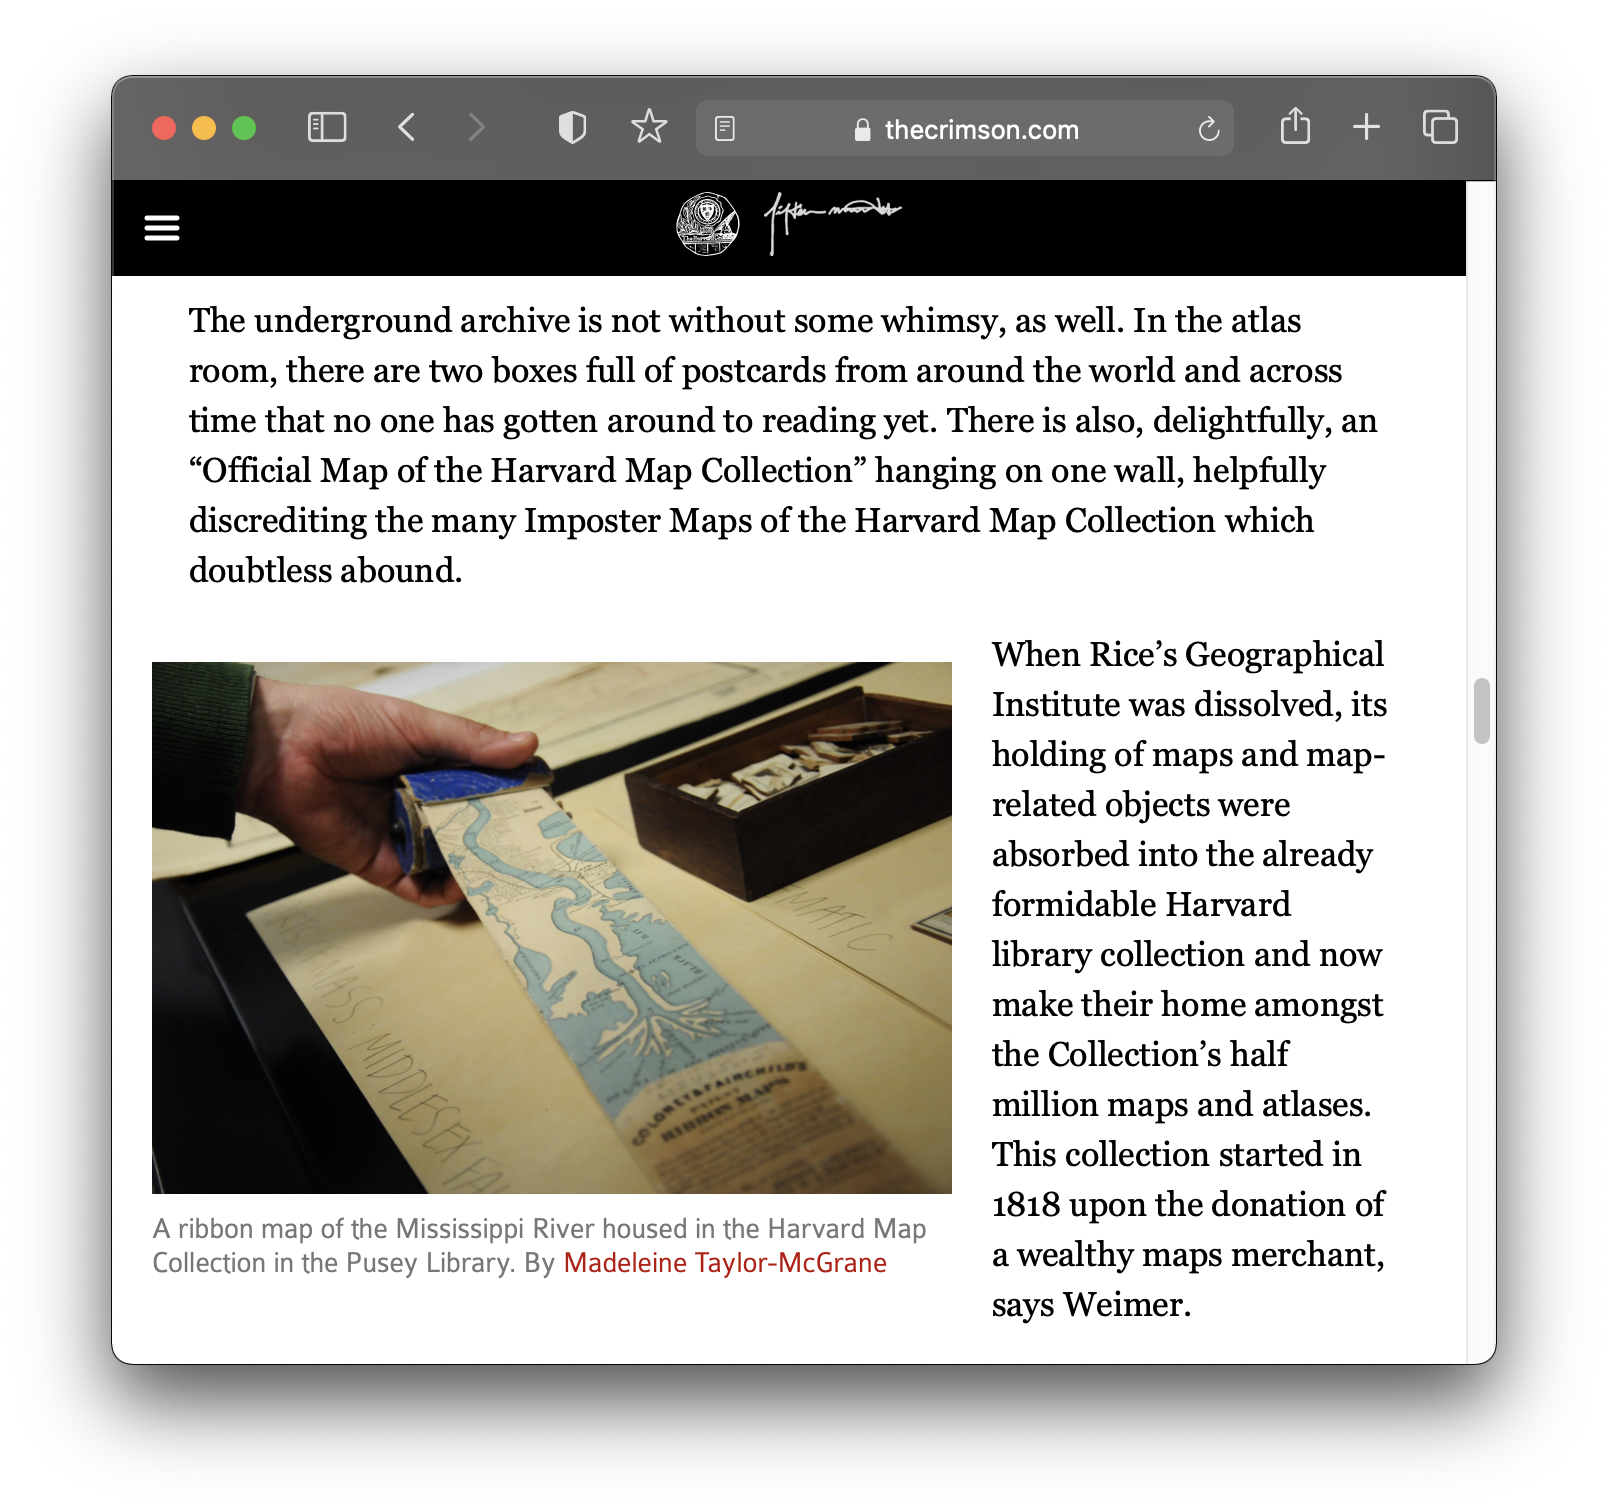 thecrimson.com
fifteen minutes
The underground archive is not without some whimsy, as well. In the atlas
room, there are two boxes full of postcards from around the world and across
time that no one has gotten around to reading yet. There is also, delightfully, an
“Official Map of the Harvard Map Collection” hanging on one wall, helpfully
discrediting the many Imposter Maps of the Harvard Map Collection which
doubtless abound.
MATIC
MASS MIDDLESEX
COLONEY & FAIRCHILD'S
PATENT
RIBBON MAPS
A ribbon map of the Mississippi River housed in the Harvard Map
Collection in the Pusey Library. By Madeleine Taylor-McGrane
When Rice’s Geographical
Institute was dissolved, its
holding of maps and map-
related objects were
absorbed into the already
formidable Harvard
library collection and now
make their home amongst
the Collection’s half
million maps and atlases.
This collection started in
1818 upon the donation of
a wealthy maps merchant,
says Weimer.